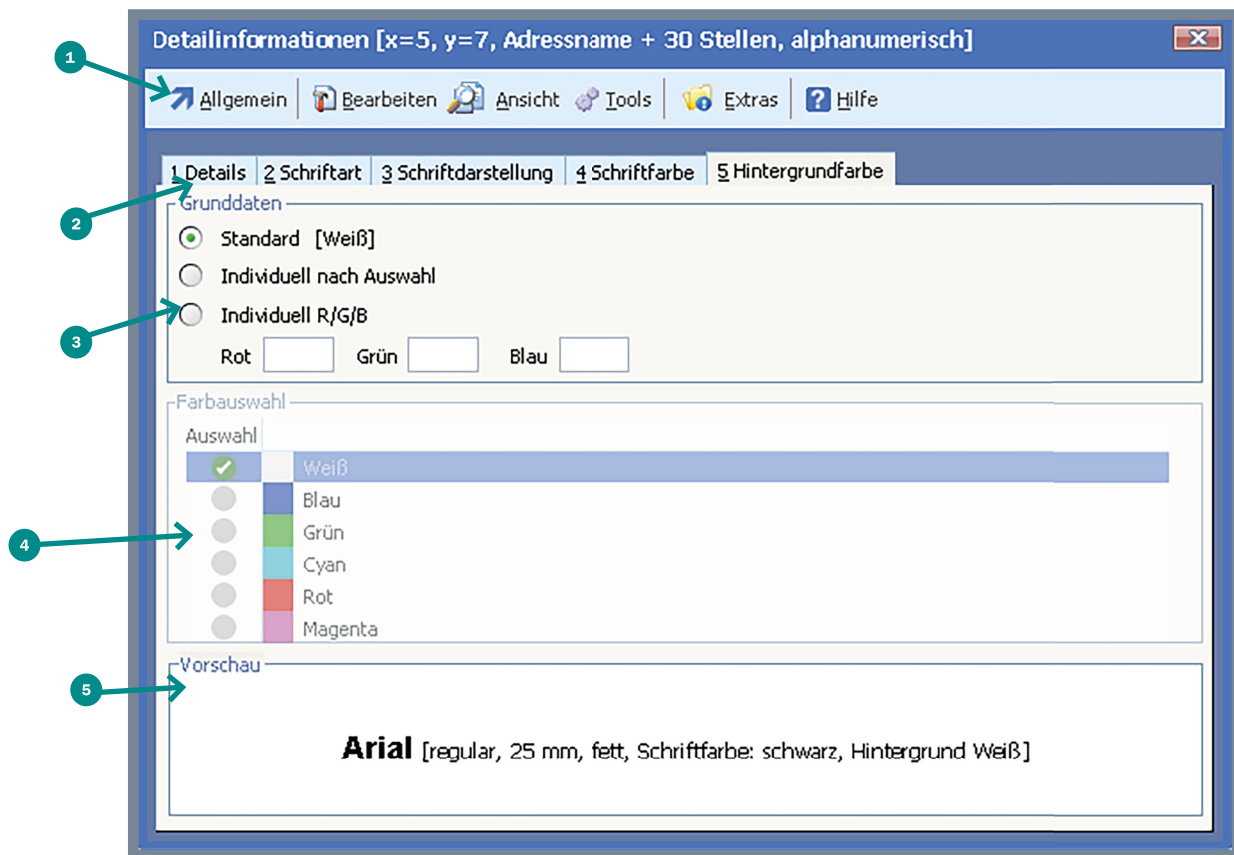 Detailinformationen [x=5, y=7, Adressname + 30 Stellen, alphanumerisch]
1
Allgemein Bearbeiten Ansicht Tools Extras Hilfe
1 Details 2 Schriftart 3 Schriftdarstellung 4 Schriftfarbe 5 Hintergrundfarbe
2
Grunddaten
Standard [Weiß]
Individuell nach Auswahl
3
Individuell R/G/B
Rot Grün Blau
Farbauswahl
Auswahl
Weiß
Blau
4
Grün
Cyan
Rot
Magenta
Vorschau
5
Arial [regular, 25 mm, fett, Schriftfarbe: schwarz, Hintergrund Weiß]